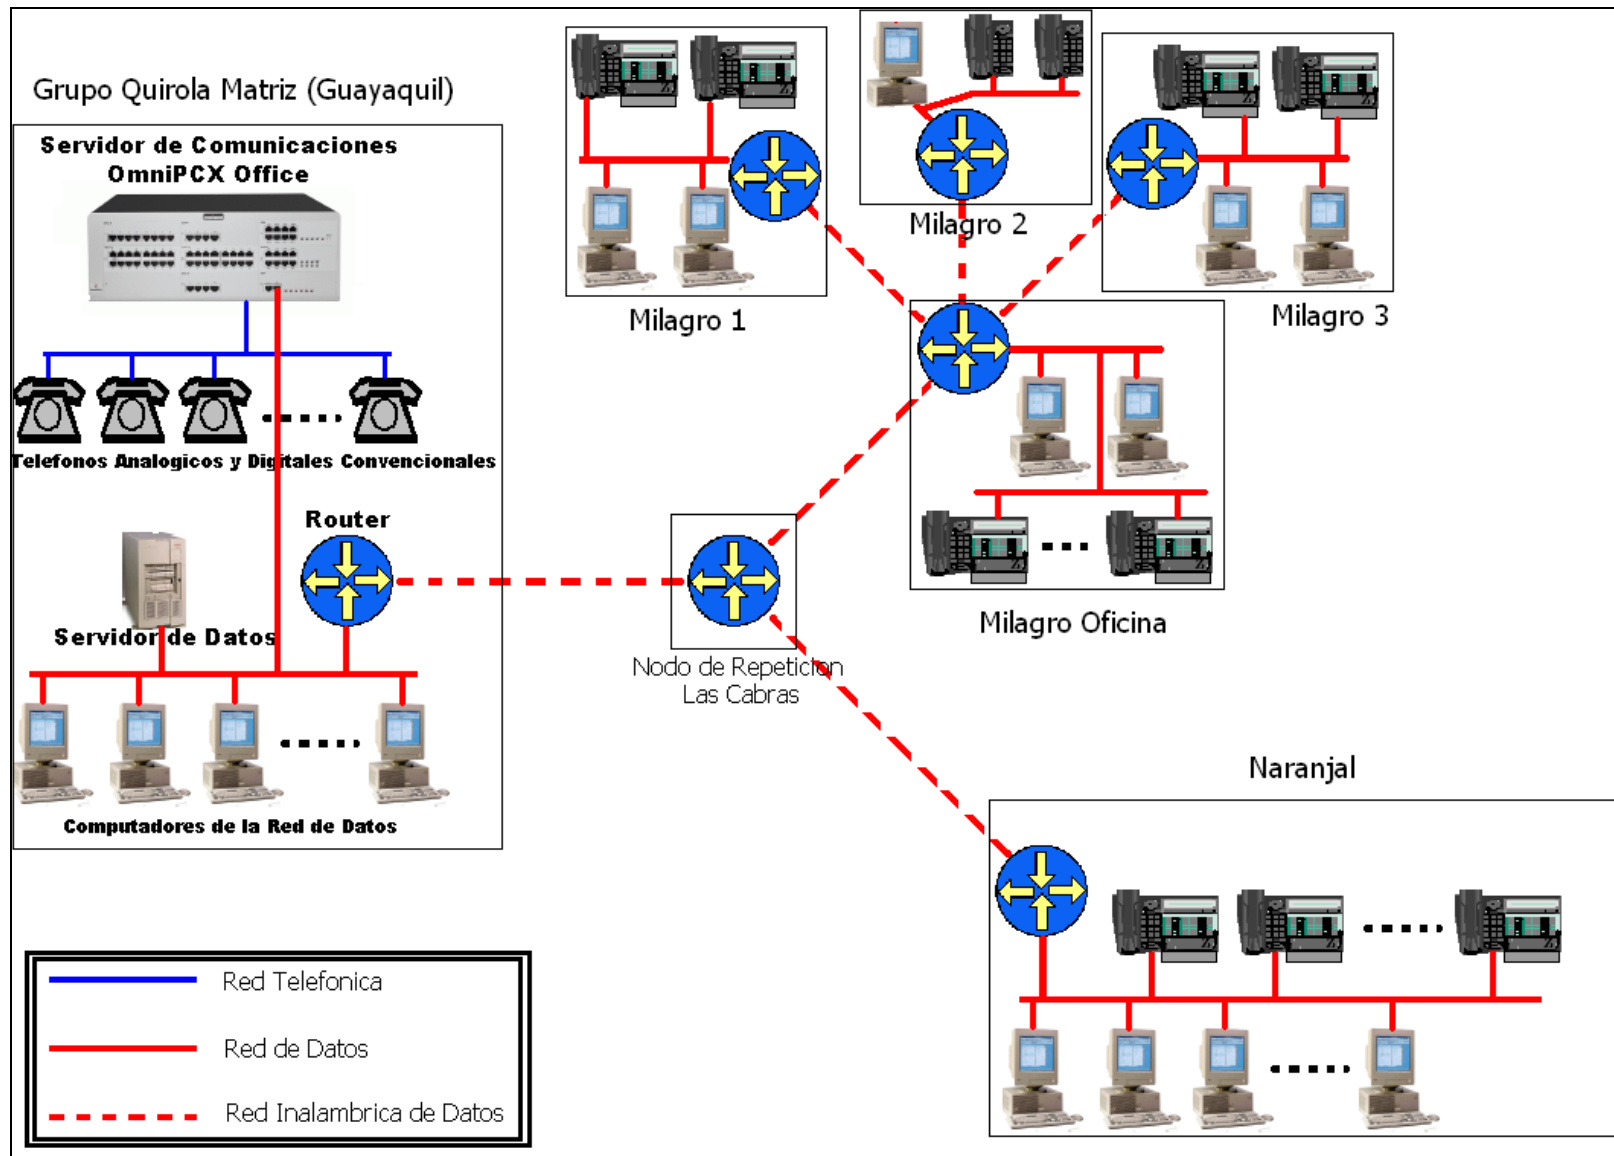 Grupo Quirola Matriz (Guayaquil)
Servidor de Comunicaciones
OmniPCX Office
Telefonos Analogicos y Digitales Convencionales
Router
Servidor de Datos
Computadores de la Red de Datos
Milagro 1
Milagro 2
Milagro 3
Milagro Oficina
Nodo de Repeticion
Las Cabras
Naranjal
Red Telefonica
Red de Datos
Red Inalambrica de Datos